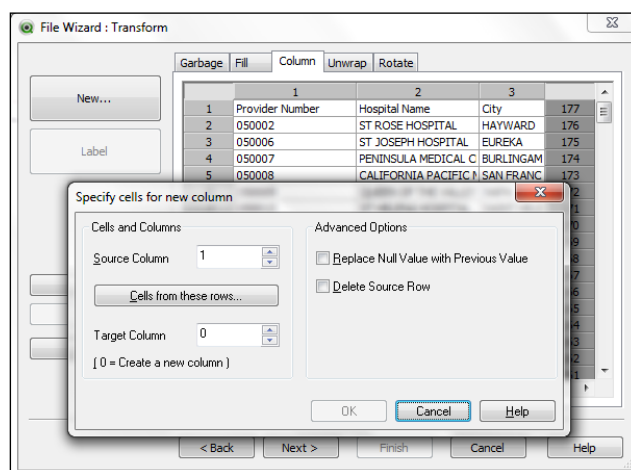 File Wizard : Transform
Garbage Fill Column Unwrap Rotate
New...
Label
1 2 3
1 Provider Number Hospital Name City 177
2 050002 ST ROSE HOSPITAL HAYWARD 176
3 050006 ST JOSEPH HOSPITAL EUREKA 175
4 050007 PENINSULA MEDICAL C BURLINGAM 174
5 050008 CALIFORNIA PACIFIC M SAN FRANC 173
Specify cells for new column
Cells and Columns
Source Column 1
Cells from these rows...
Target Column 0
( 0 = Create a new column )
Advanced Options
Replace Null Value with Previous Value
Delete Source Row
OK Cancel Help
< Back Next > Finish Cancel Help